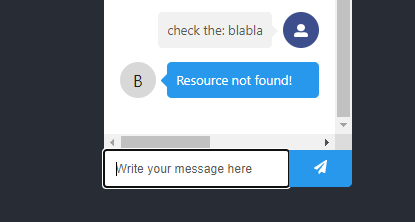 check the: blabla
B
Resource not found!
Write your message here